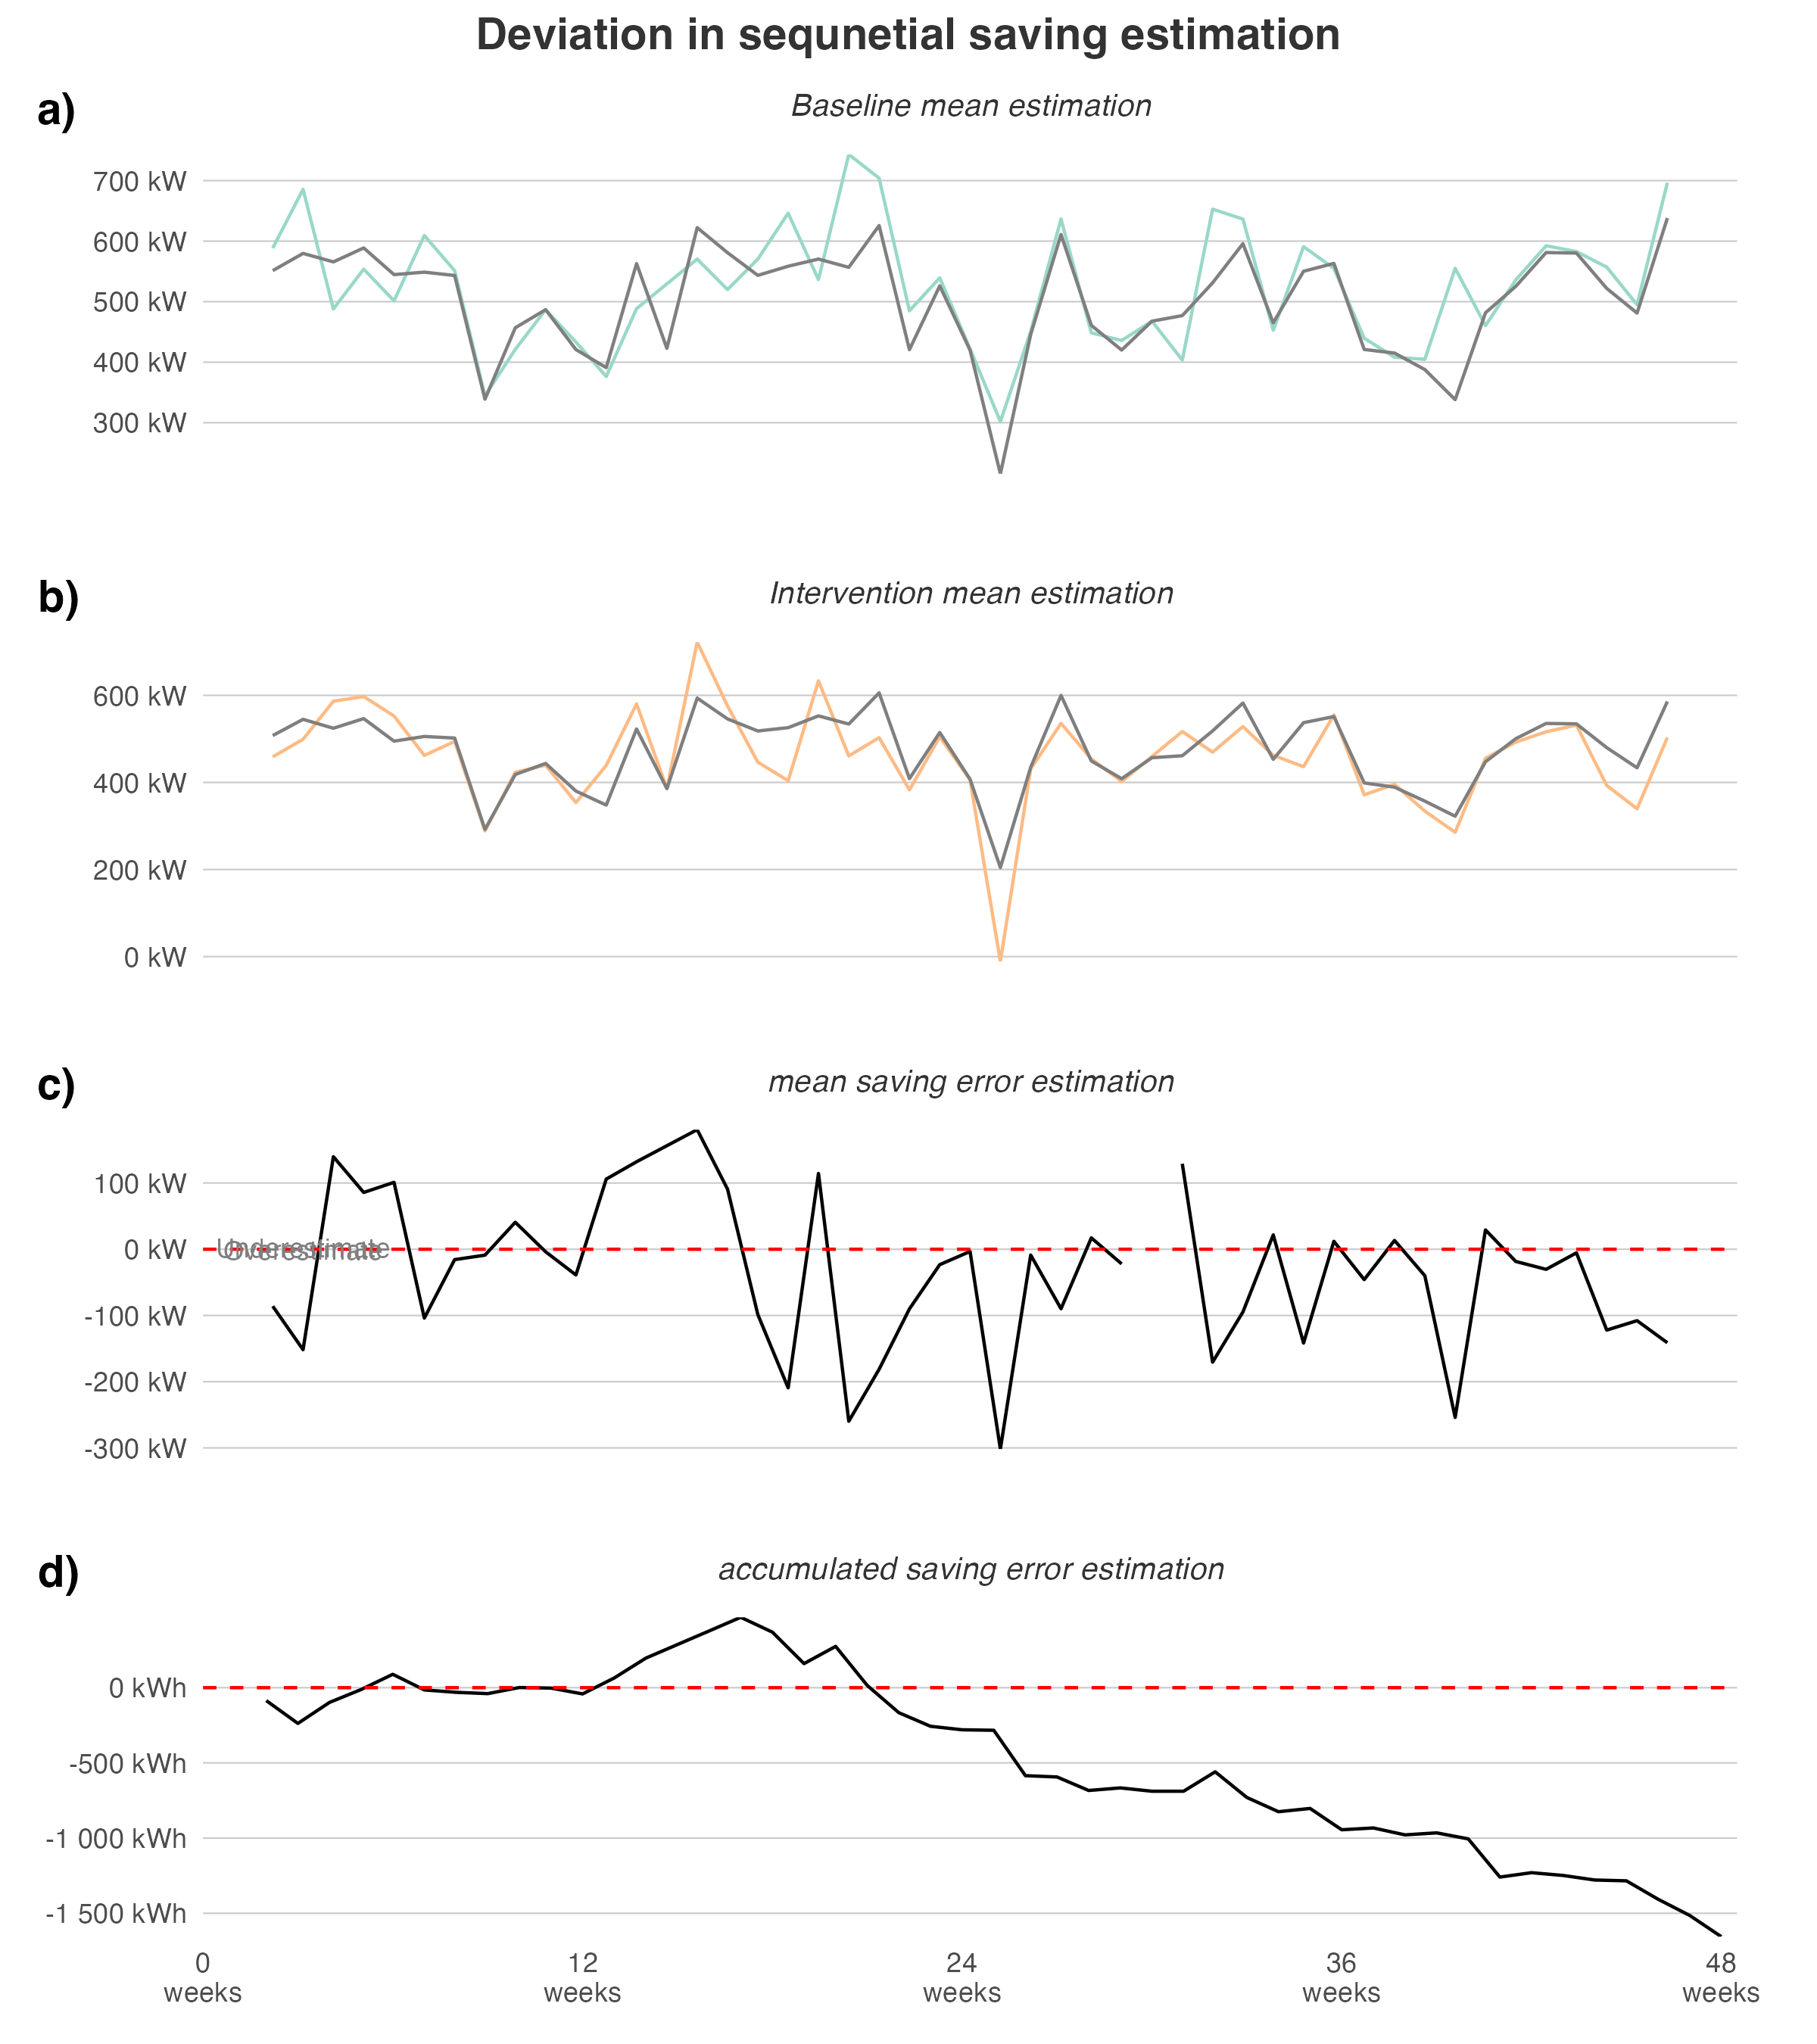 Deviation in sequnetial saving estimation
a)
Baseline mean estimation
700 kW
600 kW
500 kW
400 kW
300 kW
b)
Intervention mean estimation
600 kW
400 kW
200 kW
0 kW
c)
mean saving error estimation
100 kW
0 kW
Underestimate
Overestimate
-100 kW
-200 kW
-300 kW
d)
accumulated saving error estimation
0 kWh
-500 kWh
-1 000 kWh
-1 500 kWh
0
weeks
12
weeks
24
weeks
36
weeks
48
weeks